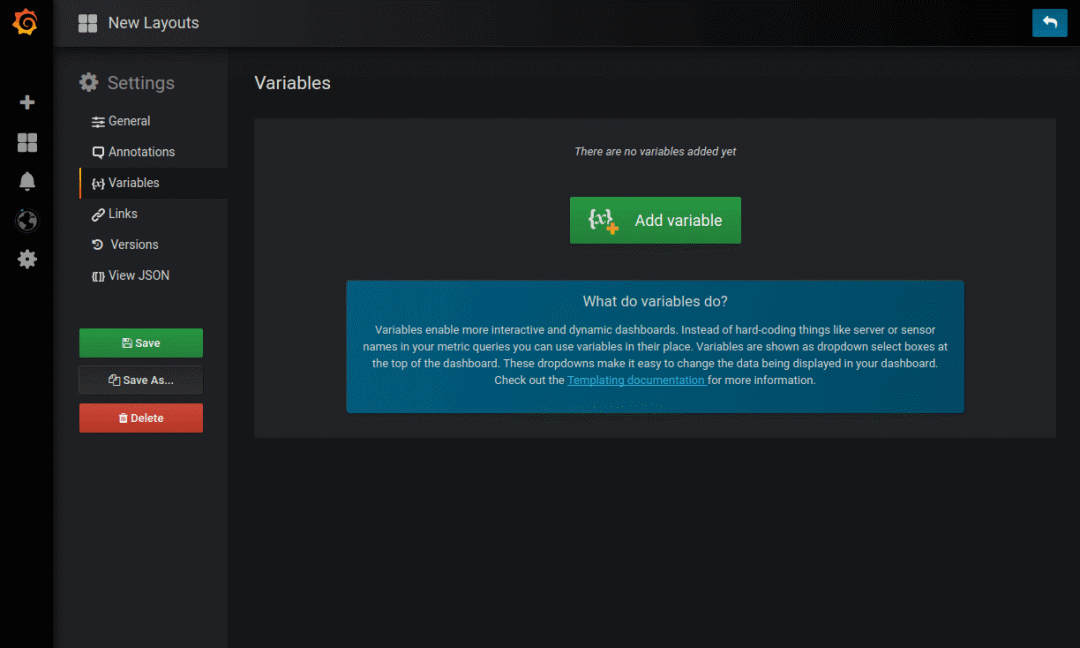 New Layouts
Settings
General
Annotations
{x} Variables
Links
Versions
View JSON
Save
Save As...
Delete
Variables
There are no variables added yet
{x} Add variable
What do variables do?
Variables enable more interactive and dynamic dashboards. Instead of hard-coding things like server or sensor
names in your metric queries you can use variables in their place. Variables are shown as dropdown select boxes at
the top of the dashboard. These dropdowns make it easy to change the data being displayed in your dashboard.
Check out the Templating documentation for more information.